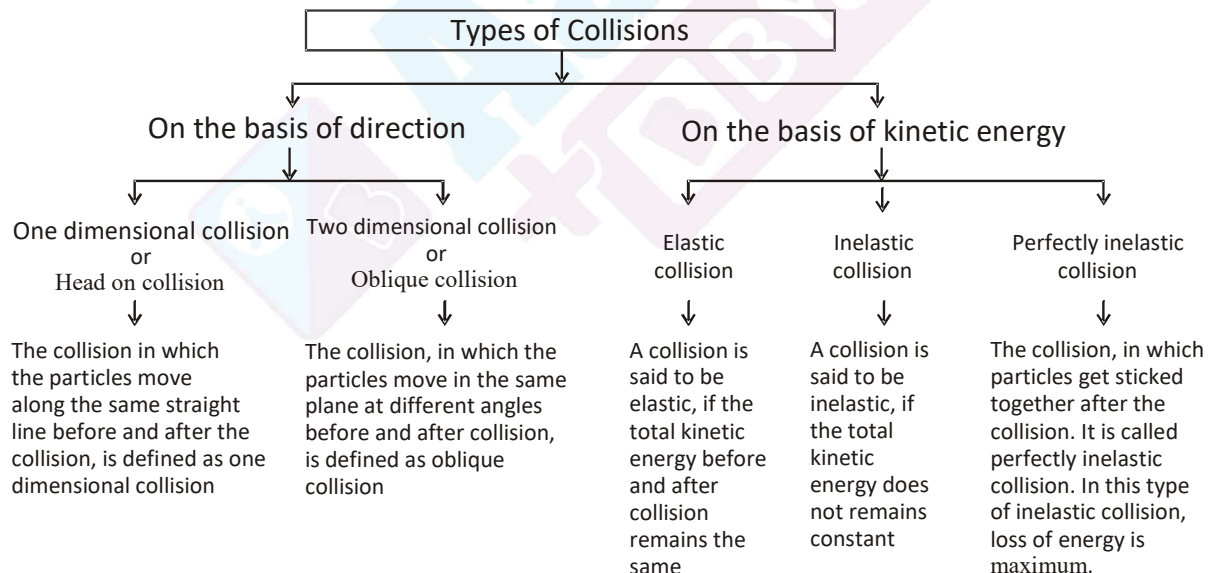 Types of Collisions
On the basis of direction
On the basis of kinetic energy
One dimensional collision
or
Head on collision
Two dimensional collision
or
Oblique collision
Elastic
collision
Inelastic
collision
Perfectly inelastic
collision
The collision in which
the particles move
along the same straight
line before and after the
collision, is defined as one
dimensional collision
The collision, in which the
particles move in the same
plane at different angles
before and after collision,
is defined as oblique
collision
A collision is
said to be
elastic, if the
total kinetic
energy before
and after
collision
remains the
same
A collision is
said to be
inelastic, if
the total
kinetic
energy does
not remains
constant
The collision, in which
particles get sticked
together after the
collision. It is called
perfectly inelastic
collision. In this type
of inelastic collision,
loss of energy is
maximum.